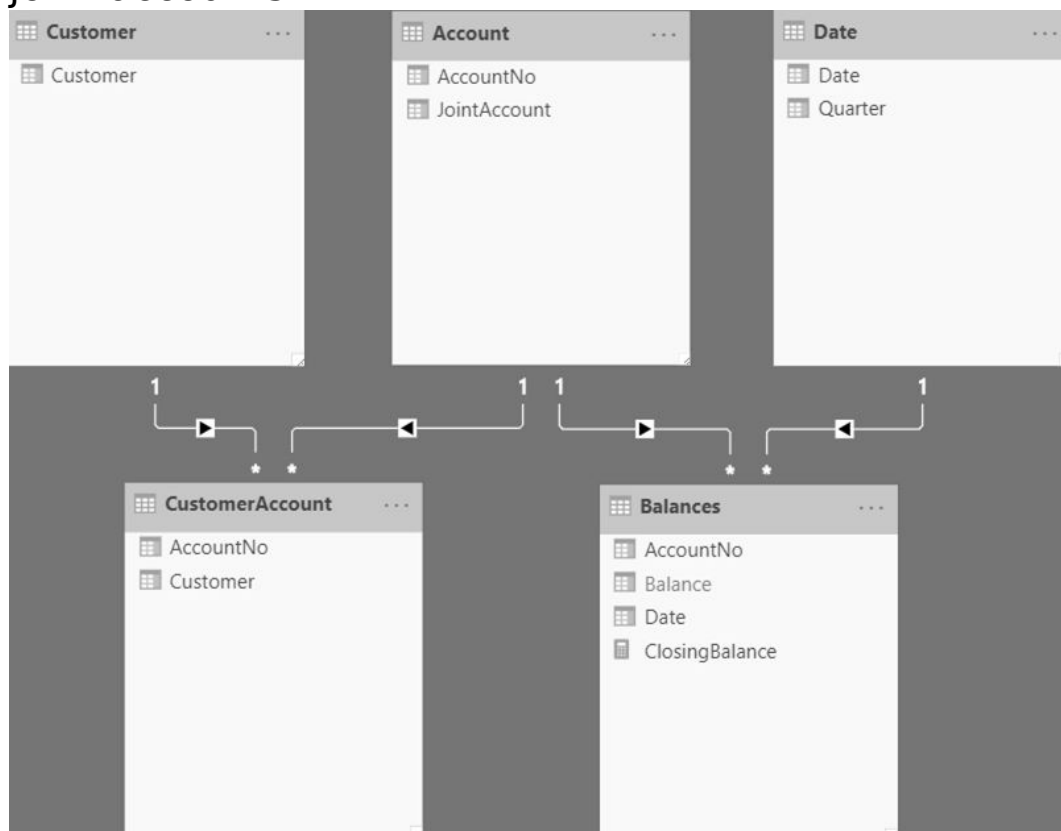 Customer ...
Customer
Account ...
AccountNo
JointAccount
Date ...
Date
Quarter
1 1 1 1
* * * *
CustomerAccount ...
AccountNo
Customer
Balances ...
AccountNo
Balance
Date
ClosingBalance